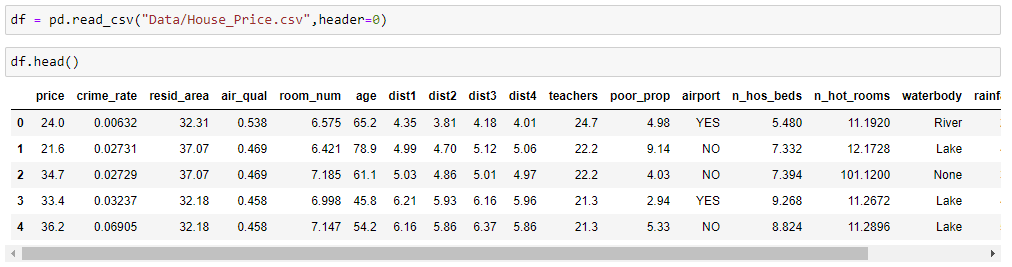 df = pd.read_csv("Data/House_Price.csv",header=0)
df.head()
price crime_rate resid_area air_qual room_num age dist1 dist2 dist3 dist4 teachers poor_prop airport n_hos_beds n_hot_rooms waterbody
0 24.0 0.00632 32.31 0.538 6.575 65.2 4.35 3.81 4.18 4.01 24.7 4.98 YES 5.480 11.1920 River
1 21.6 0.02731 37.07 0.469 6.421 78.9 4.99 4.70 5.12 5.06 22.2 9.14 NO 7.332 12.1728 Lake
2 34.7 0.02729 37.07 0.469 7.185 61.1 5.03 4.86 5.01 4.97 22.2 4.03 NO 7.394 101.1200 None
3 33.4 0.03237 32.18 0.458 6.998 45.8 6.21 5.93 6.16 5.96 21.3 2.94 YES 9.268 11.2672 Lake
4 36.2 0.06905 32.18 0.458 7.147 54.2 6.16 5.86 6.37 5.86 21.3 5.33 NO 8.824 11.2896 Lake